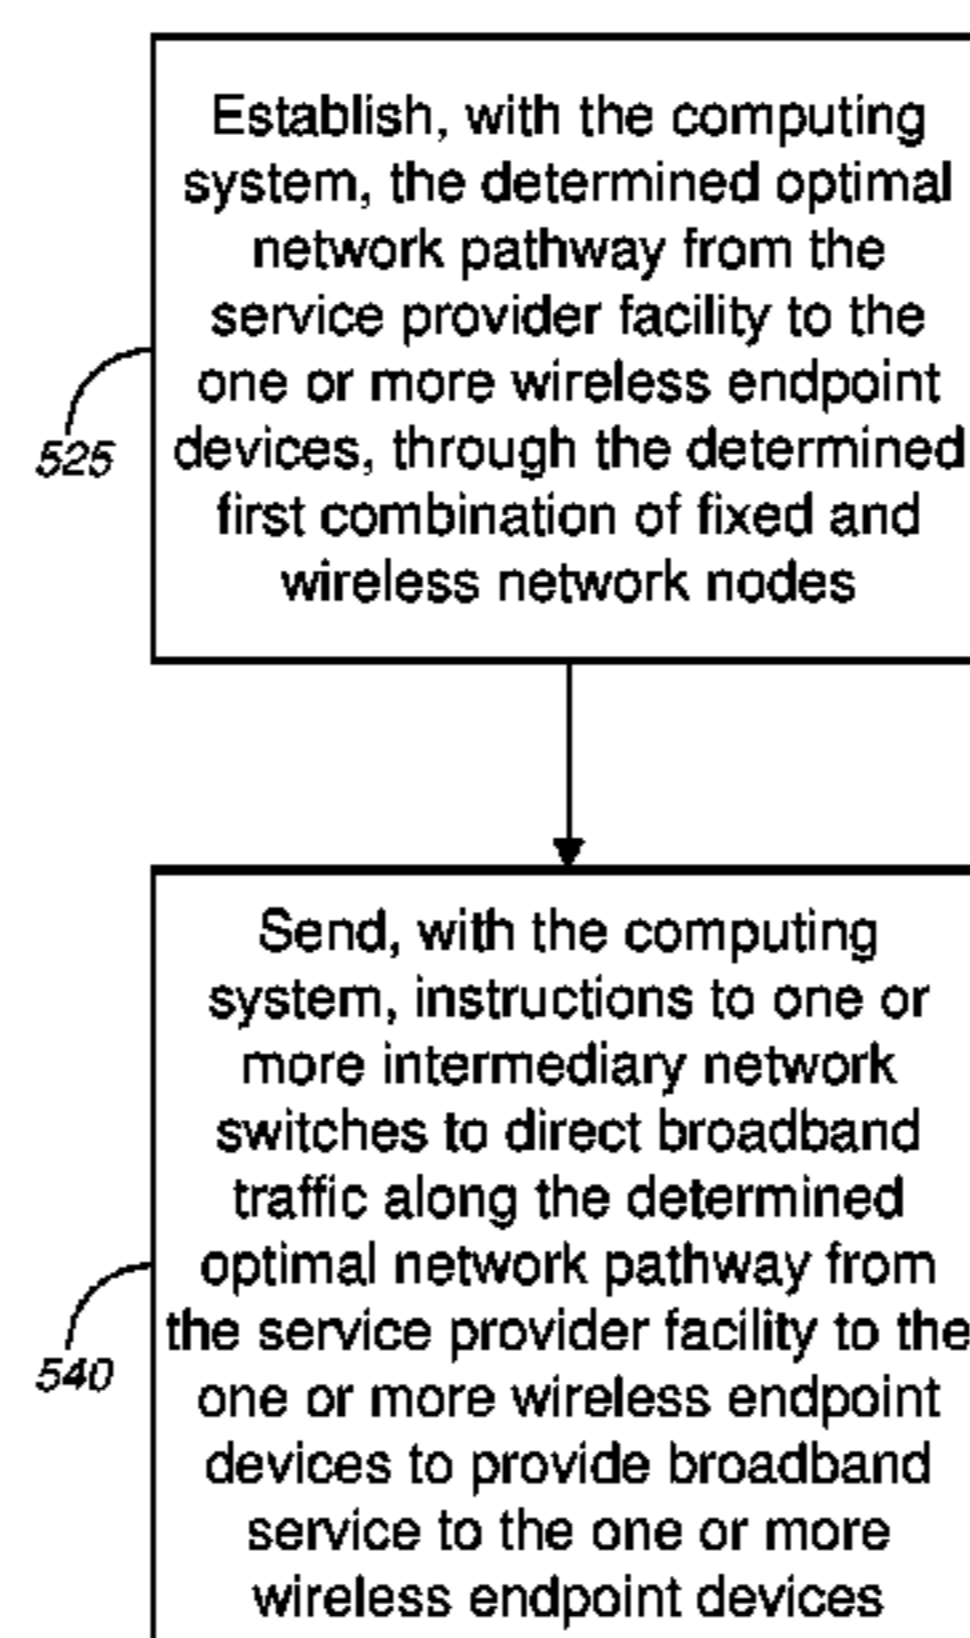 Establish, with the computing
system, the determined optimal
network pathway from the
service provider facility to the
one or more wireless endpoint
devices, through the determined
first combination of fixed and
wireless network nodes
525
Send, with the computing
system, instructions to one or
more intermediary network
switches to direct broadband
traffic along the determined
optimal network pathway from
the service provider facility to the
one or more wireless endpoint
devices to provide broadband
service to the one or more
wireless endpoint devices
540